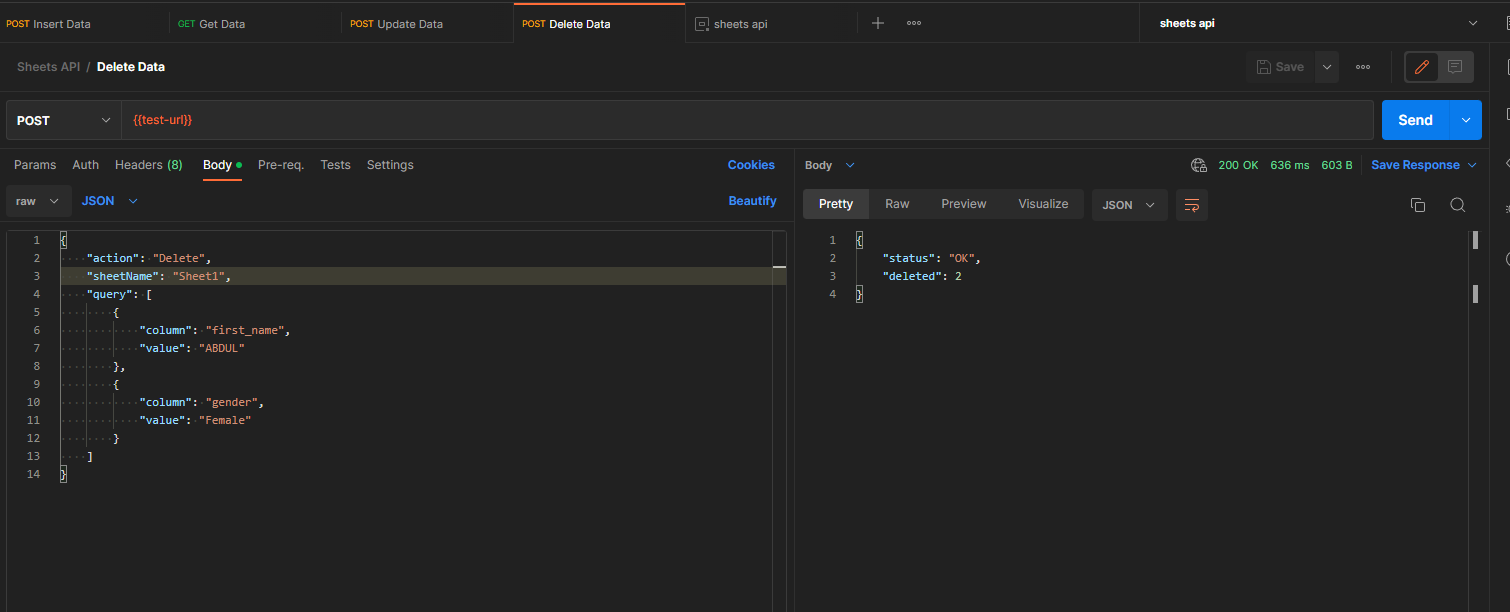 POST Insert Data GET Get Data POST Update Data POST Delete Data sheets api sheets api
Sheets API / Delete Data Save
POST {{test-url}} Send
Params Auth Headers (8) Body Pre-req. Tests Settings Cookies
raw JSON Beautify
1 {
2 "action": "Delete",
3 "sheetName": "Sheet1",
4 "query": [
5 {
6 "column": "first_name",
7 "value": "ABDUL"
8 },
9 {
10 "column": "gender",
11 "value": "Female"
12 }
13 ]
14 }
Body 200 OK 636 ms 603 B Save Response
Pretty Raw Preview Visualize JSON
1 {
2 "status": "OK",
3 "deleted": 2
4 }